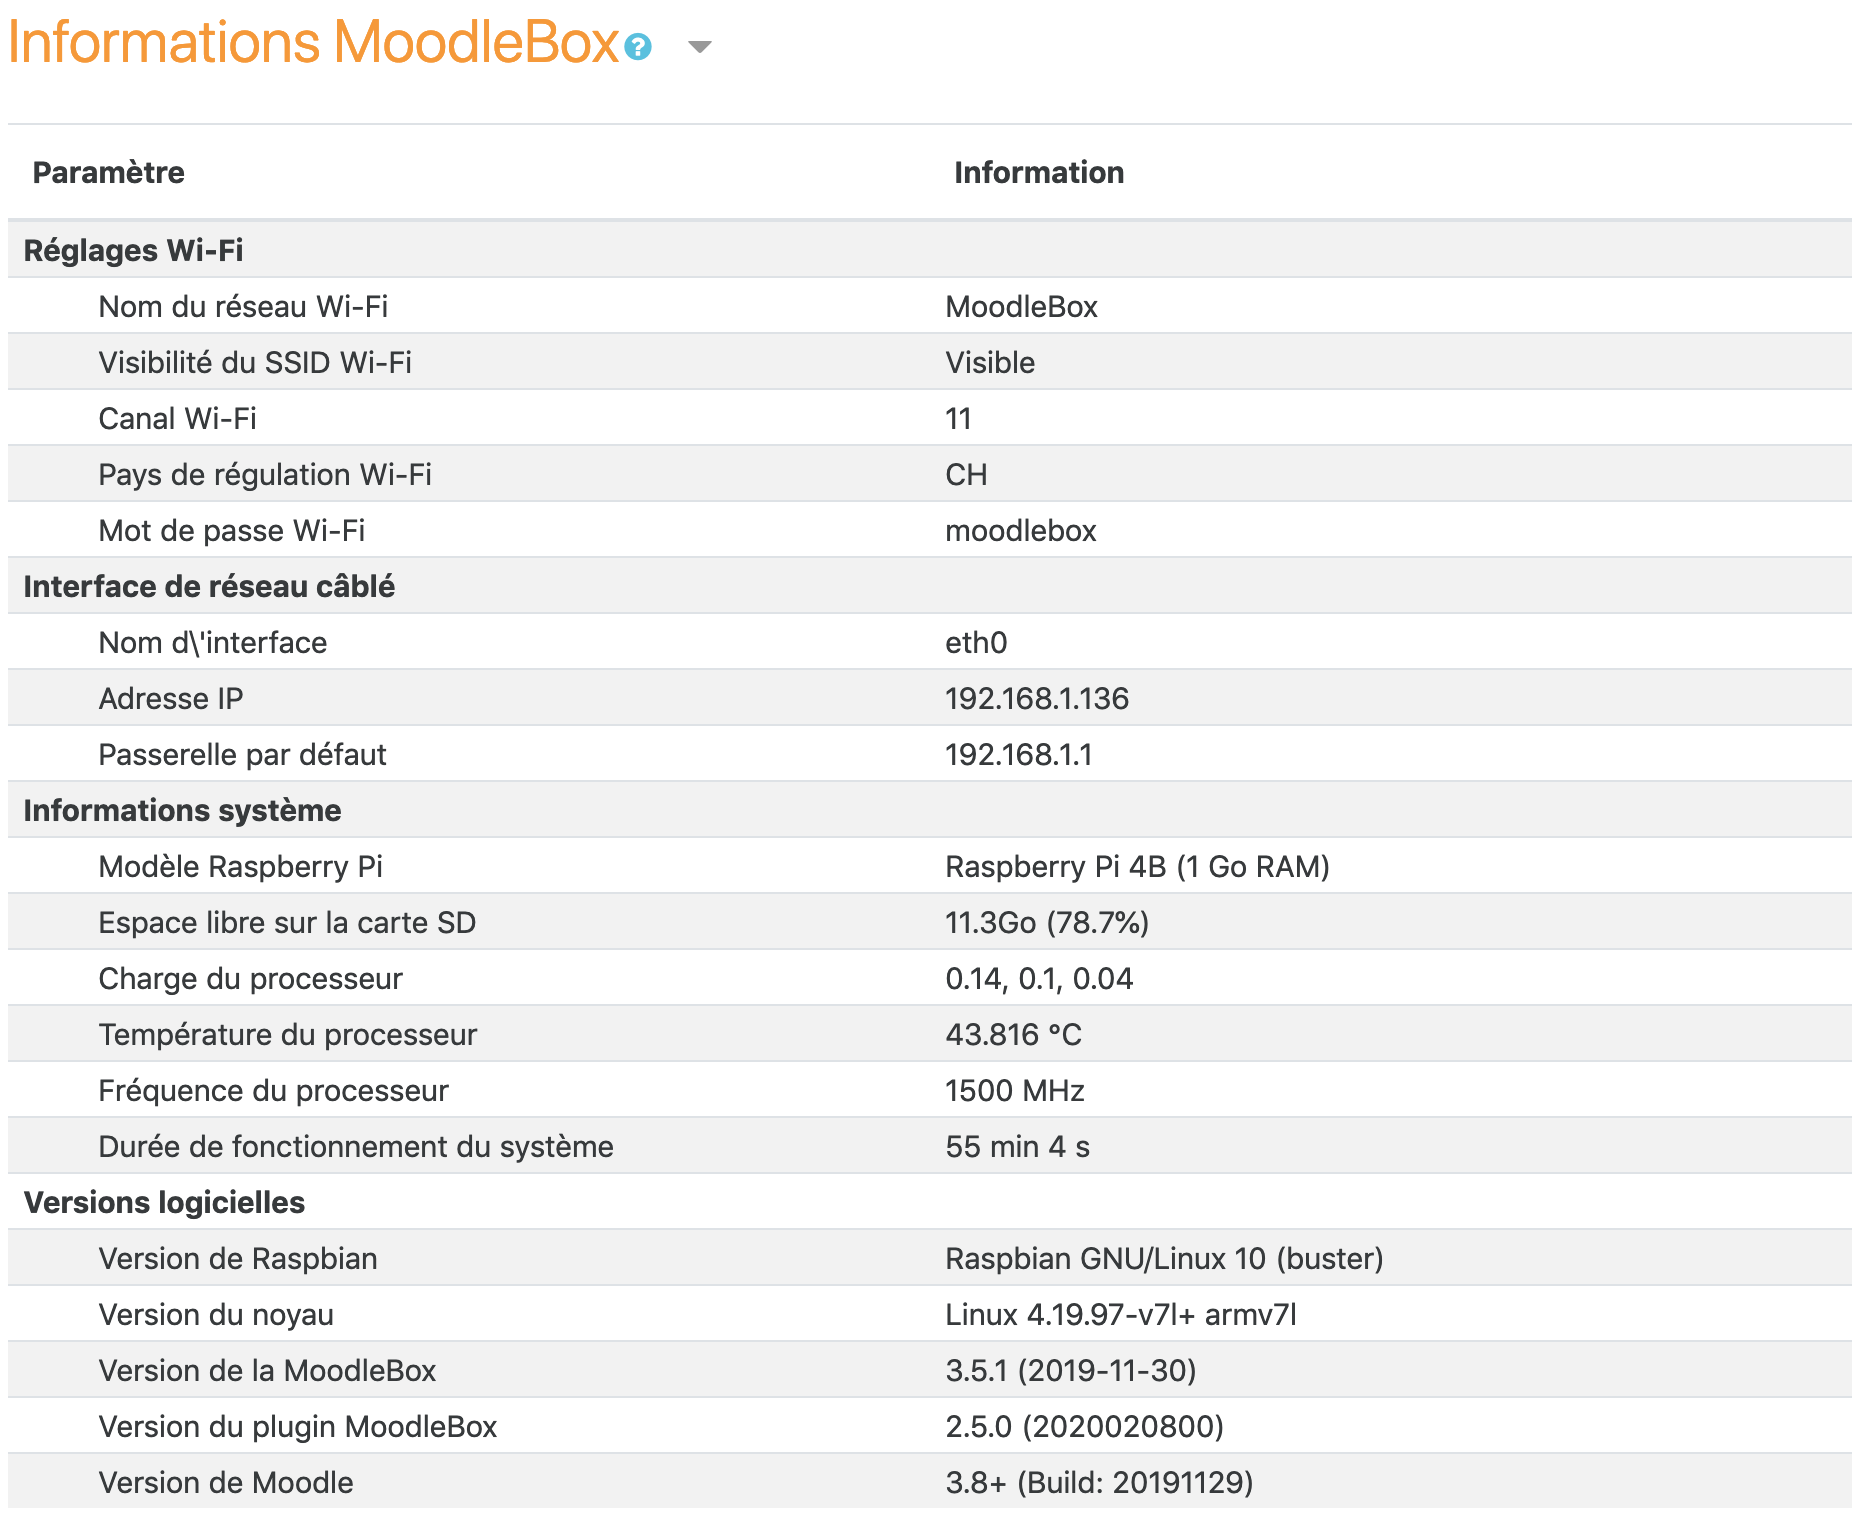 Informations MoodleBox
Paramètre Information
Réglages Wi-Fi
Nom du réseau Wi-Fi MoodleBox
Visibilité du SSID Wi-Fi Visible
Canal Wi-Fi 11
Pays de régulation Wi-Fi CH
Mot de passe Wi-Fi moodlebox
Interface de réseau câblé
Nom d\'interface eth0
Adresse IP 192.168.1.136
Passerelle par défaut 192.168.1.1
Informations système
Modèle Raspberry Pi Raspberry Pi 4B (1 Go RAM)
Espace libre sur la carte SD 11.3Go (78.7%)
Charge du processeur 0.14, 0.1, 0.04
Température du processeur 43.816 °C
Fréquence du processeur 1500 MHz
Durée de fonctionnement du système 55 min 4 s
Versions logicielles
Version de Raspbian Raspbian GNU/Linux 10 (buster)
Version du noyau Linux 4.19.97-v7l+ armv7l
Version de la MoodleBox 3.5.1 (2019-11-30)
Version du plugin MoodleBox 2.5.0 (2020020800)
Version de Moodle 3.8+ (Build: 20191129)